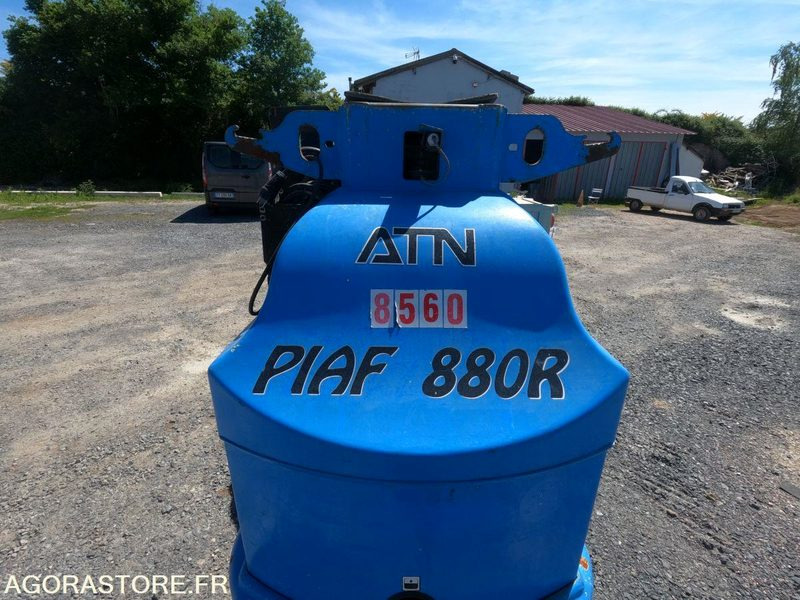 ATN
8560
PIAF 880R
AGORASTORE.FR